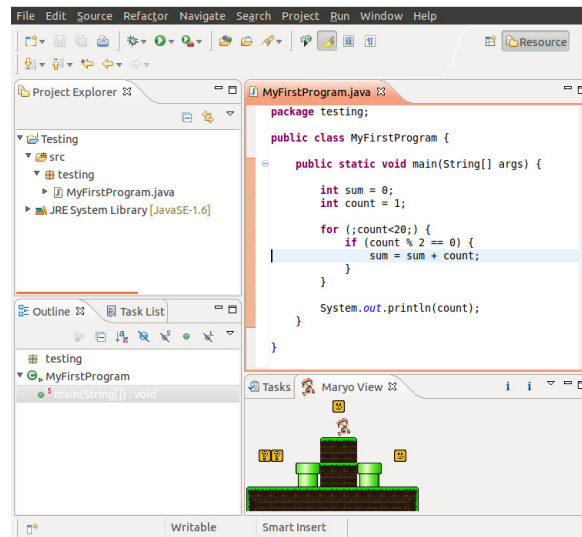 File Edit Source Refactor Navigate Search Project Run Window Help
Resource
Project Explorer
Testing
src
testing
MyFirstProgram.java
JRE System Library [JavaSE-1.6]
MyFirstProgram.java
package testing;
public class MyFirstProgram {
public static void main(String[] args) {
int sum = 0;
int count = 1;
for (;count<20;) {
if (count % 2 == 0) {
sum = sum + count;
}
}
System.out.println(count);
}
}
Outline Task List
testing
MyFirstProgram
main(String[]) : void
Tasks Maryo View
Writable Smart Insert